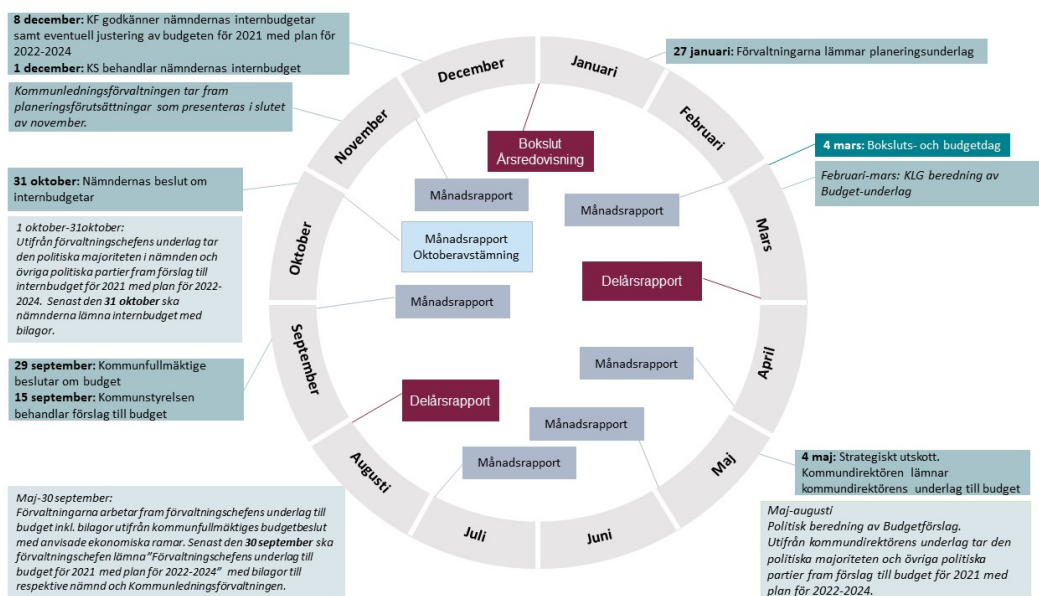 8 december: KF godkänner nämndernas internbudgetar
samt eventuell justering av budgeten för 2021 med plan för
2022-2024
1 december: KS behandlar nämndernas internbudget
Kommunledningsförvaltningen tar fram
planeringsförutsättningar som presenteras i slutet
av november.
31 oktober: Nämndernas beslut om
internbudgetar
1 oktober-31oktober:
Utifrån förvaltningschefens underlag tar
den politiska majoriteten i nämnden och
övriga politiska partier fram förslag till
internbudget för 2021 med plan för 2022-
2024. Senast den 31 oktober ska
nämnderna lämna internbudget med
bilagor.
29 september: Kommunfullmäktige
beslutar om budget
15 september: Kommunstyrelsen
behandlar förslag till budget
Maj-30 september:
Förvaltningarna arbetar fram förvaltningschefens underlag till
budget inkl. bilagor utifrån kommunfullmäktiges budgetbeslut
med anvisade ekonomiska ramar. Senast den 30 september ska
förvaltningschefen lämna"Förvaltningschefens underlag till
budget för 2021 med plan för 2022-2024" med bilagor till
respektive nämnd och Kommunledningsförvaltningen.
Januari
Februari
Mars
April
Maj
Juni
Juli
Augusti
September
Oktober
November
December
Bokslut
Årsredovisning
Månadsrapport
Månadsrapport
Månadsrapport
Oktoberavstämning
Delårsrapport
Månadsrapport
Månadsrapport
Delårsrapport
Månadsrapport
Månadsrapport
27 januari: Förvaltningarna lämmar planeringsunderlag
4 mars: Boksluts- och budgetdag
Februari-mars: KLG beredning av
Budget-underlag
4 maj: Strategiskt utskott.
Kommundirektören lämnar
kommundirektörens underlag till budget
Maj-augusti
Politisk beredning av Budgetförslag.
Utifrån kommundirektörens underlag tar den
politiska majoriteten och övriga politiska
partier fram förslag till budget för 2021 med
plan för 2022-2024.